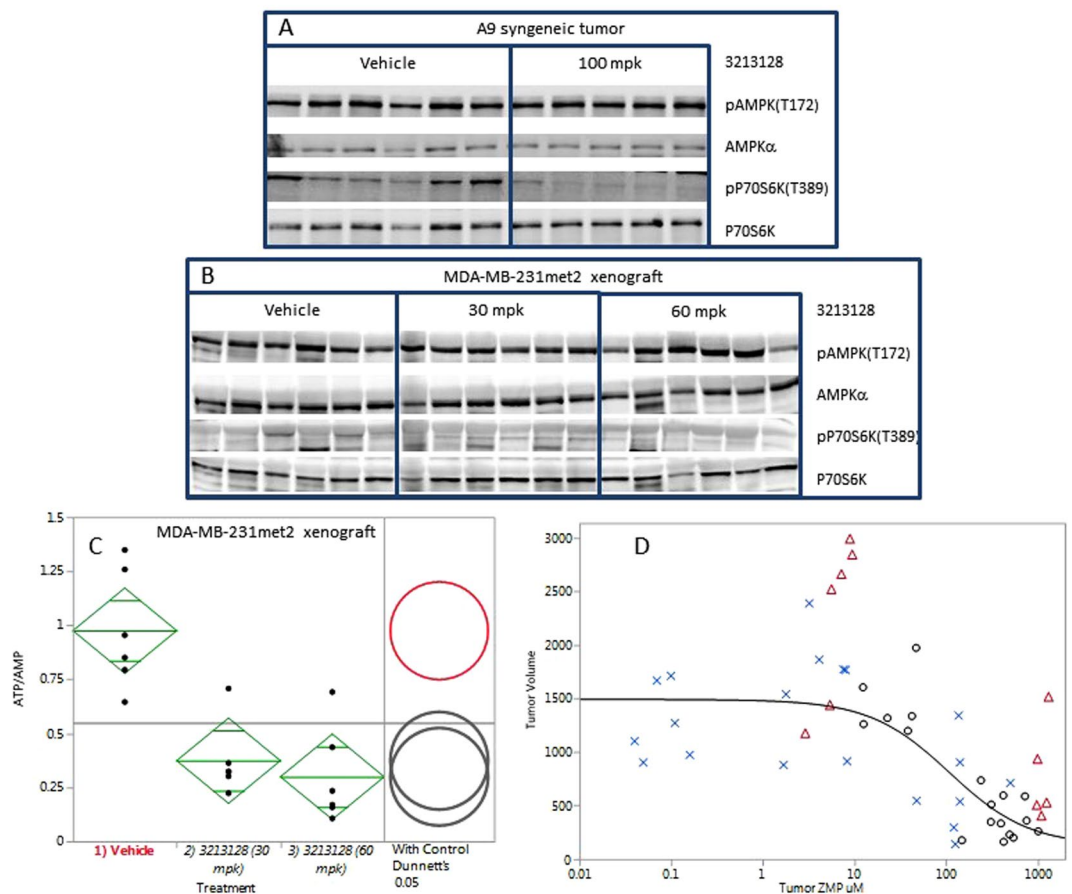 A
A9 syngeneic tumor
Vehicle
100 mpk
3213128
pAMPK(T172)
AMPKα
pP70S6K(T389)
P70S6K
B
MDA-MB-231met2 xenograft
Vehicle
30 mpk
60 mpk
3213128
pAMPK(T172)
AMPKα
pP70S6K(T389)
P70S6K
C
MDA-MB-231met2 xenograft
ATP/AMP
1.5
1.25
1
0.75
0.5
0.25
0
1) Vehicle
2) 3213128 (30
mpk)
3) 3213128 (60
mpk)
Treatment
With Control
Dunnett's
0.05
D
Tumor Volume
3000
2500
2000
1500
1000
500
0
0.1
1
10
100
1000
Tumor ZMP uM